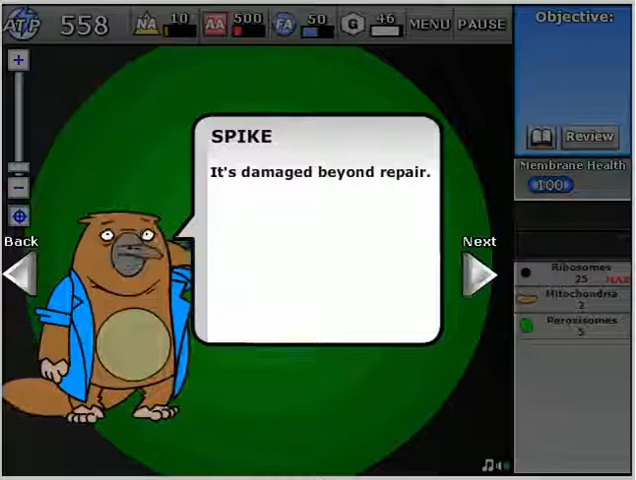 ATP 558 NA 10 AA 500 FA 50 G 46 MENU PAUSE
Objective:
Review
Membrane Health
100
SPIKE
It's damaged beyond repair.
Back
Next
Ribosomes
25 MAX
Mitochondria
2
Peroxisomes
5